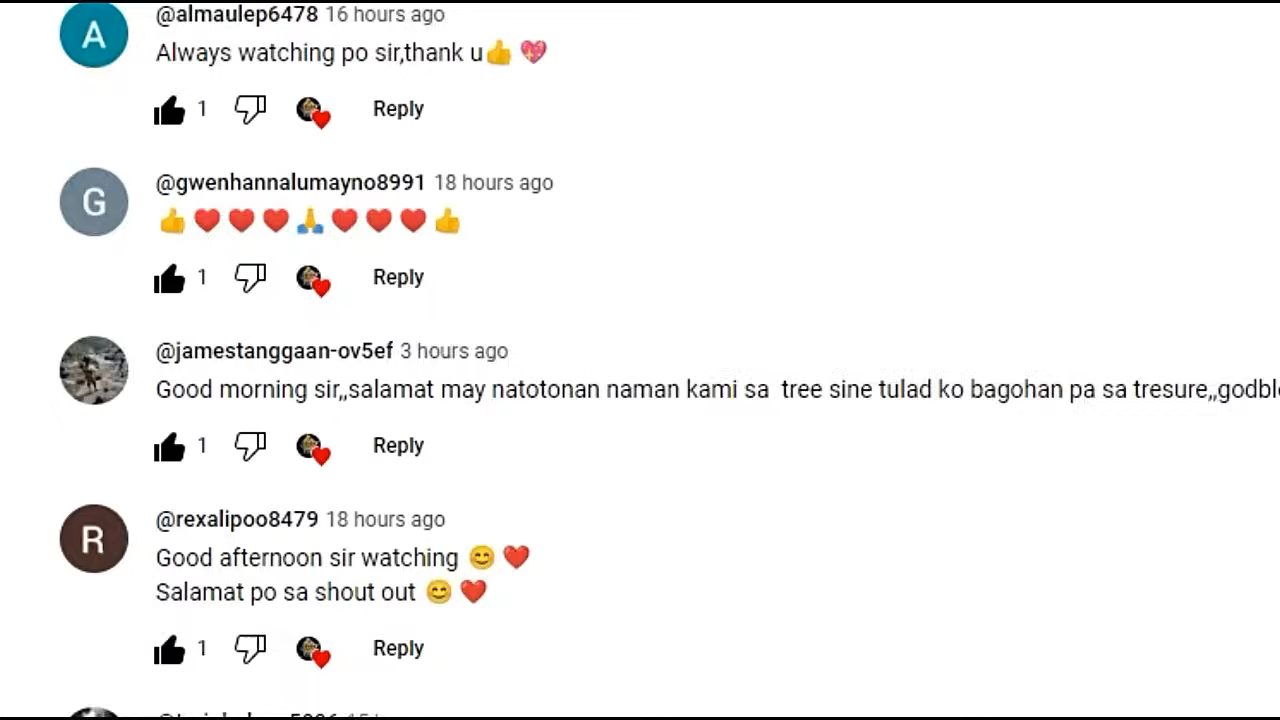 A
@almaulep6478 16 hours ago
Always watching po sir,thank u👍 💖
1 Reply
G
@gwenhannalumayno8991 18 hours ago
👍❤️❤️❤️🙏❤️❤️❤️👍
1 Reply
@jamestanggaan-ov5ef 3 hours ago
Good morning sir,,salamat may natotonan naman kami sa tree sine tulad ko bagohan pa sa tresure,,
1 Reply
R
@rexalipoo8479 18 hours ago
Good afternoon sir watching 😊 ❤️
Salamat po sa shout out 😊 ❤️
1 Reply